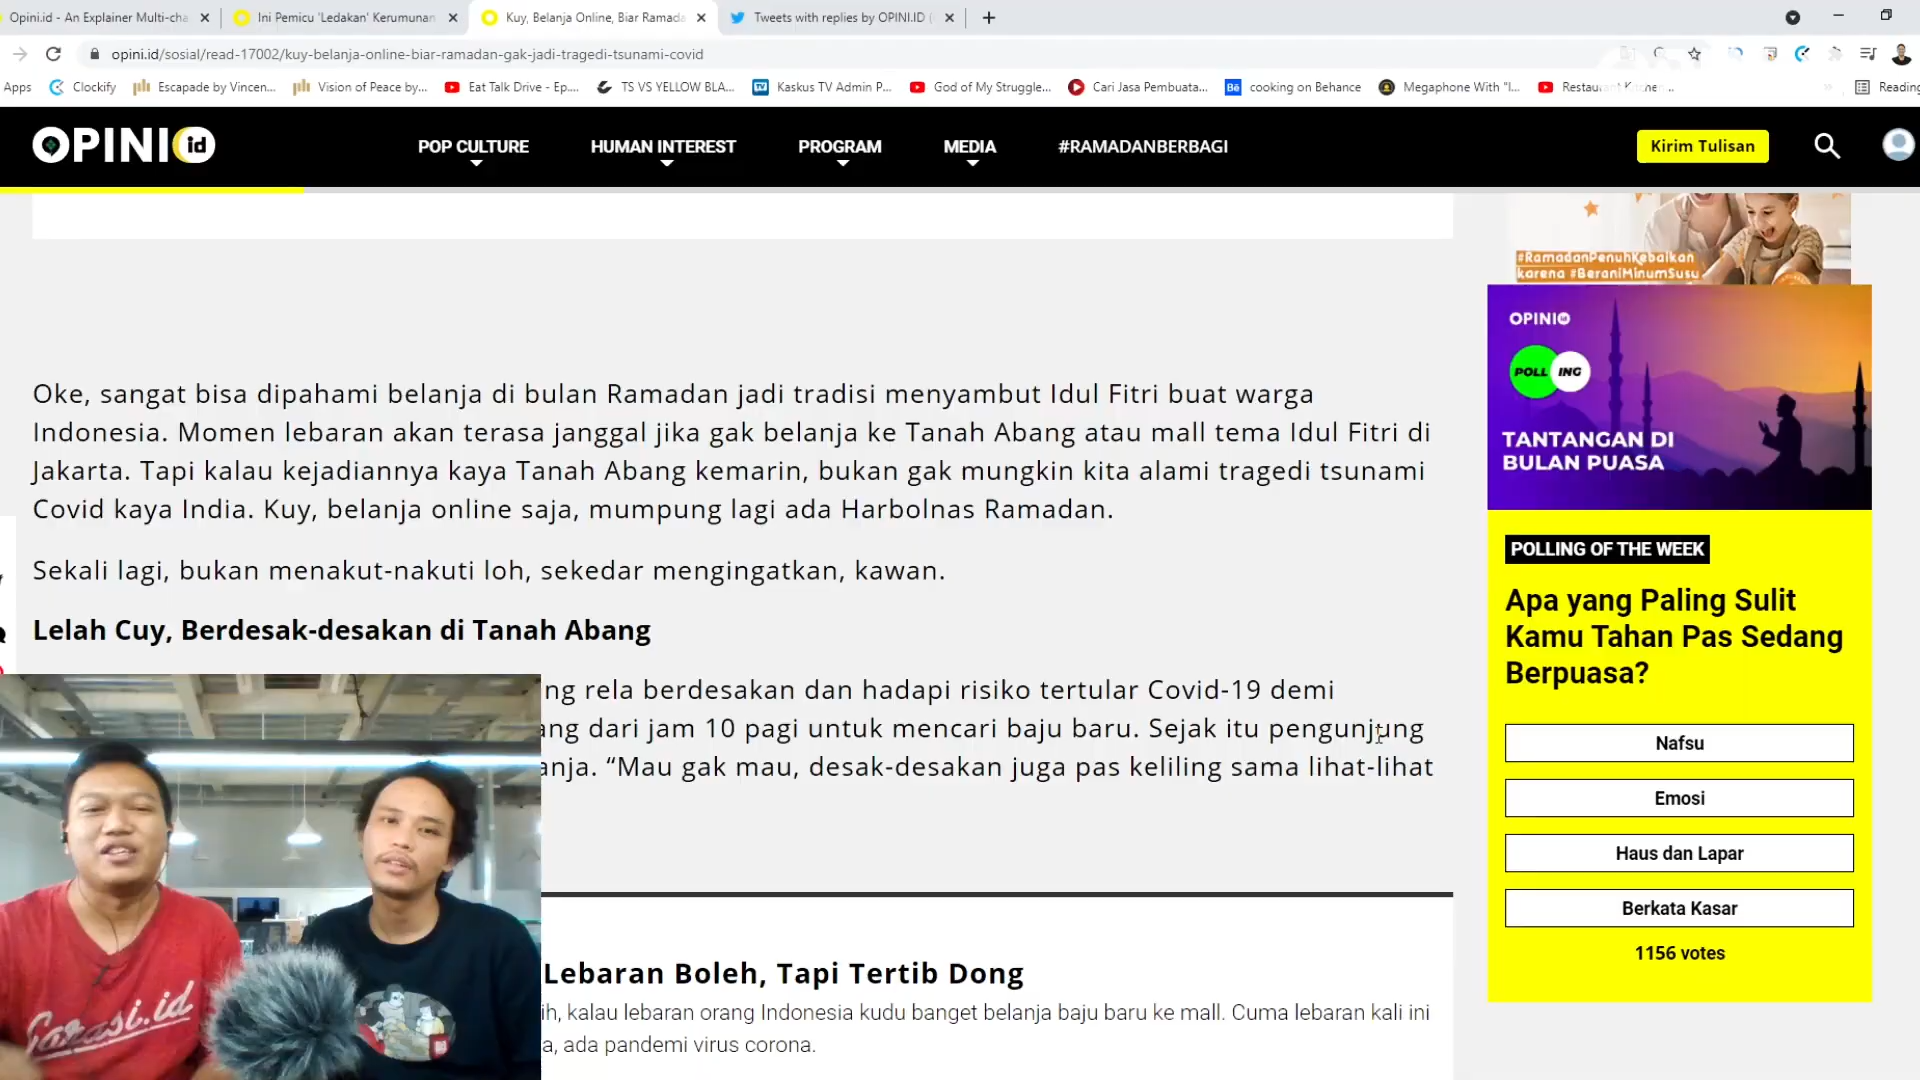 Opini.id - An Explainer Multi-cha
Ini Pemicu 'Ledakan' Kerumunan
Kuy, Belanja Online, Biar Ramada
Tweets with replies by OPINI.ID (
opini.id/sosial/read-17002/kuy-belanja-online-biar-ramadan-gak-jadi-tragedi-tsunami-covid
Apps
Clockify
Escapade by Vincen...
Vision of Peace by...
Eat Talk Drive - Ep....
TS VS YELLOW BLA...
Kaskus TV Admin P...
God of My Struggle...
Cari Jasa Pembuata...
Bē cooking on Behance
Megaphone With "I...
Reading
OPINI id
POP CULTURE
HUMAN INTEREST
PROGRAM
MEDIA
#RAMADANBERBAGI
Kirim Tulisan
#RamadanPenuhKebaikan
karena #BeraniMinumSusu
Oke, sangat bisa dipahami belanja di bulan Ramadan jadi tradisi menyambut Idul Fitri buat warga
Indonesia. Momen lebaran akan terasa janggal jika gak belanja ke Tanah Abang atau mall tema Idul Fitri di
Jakarta. Tapi kalau kejadiannya kaya Tanah Abang kemarin, bukan gak mungkin kita alami tragedi tsunami
Covid kaya India. Kuy, belanja online saja, mumpung lagi ada Harbolnas Ramadan.
Sekali lagi, bukan menakut-nakuti loh, sekedar mengingatkan, kawan.
Lelah Cuy, Berdesak-desakan di Tanah Abang
ng rela berdesakan dan hadapi risiko tertular Covid-19 demi
ang dari jam 10 pagi untuk mencari baju baru. Sejak itu pengunjung
anja. “Mau gak mau, desak-desakan juga pas keliling sama lihat-lihat
Lebaran Boleh, Tapi Tertib Dong
ih, kalau lebaran orang Indonesia kudu banget belanja baju baru ke mall. Cuma lebaran kali ini
a, ada pandemi virus corona.
OPINI id
POLL ING
TANTANGAN DI
BULAN PUASA
POLLING OF THE WEEK
Apa yang Paling Sulit
Kamu Tahan Pas Sedang
Berpuasa?
Nafsu
Emosi
Haus dan Lapar
Berkata Kasar
1156 votes
Garasi.id